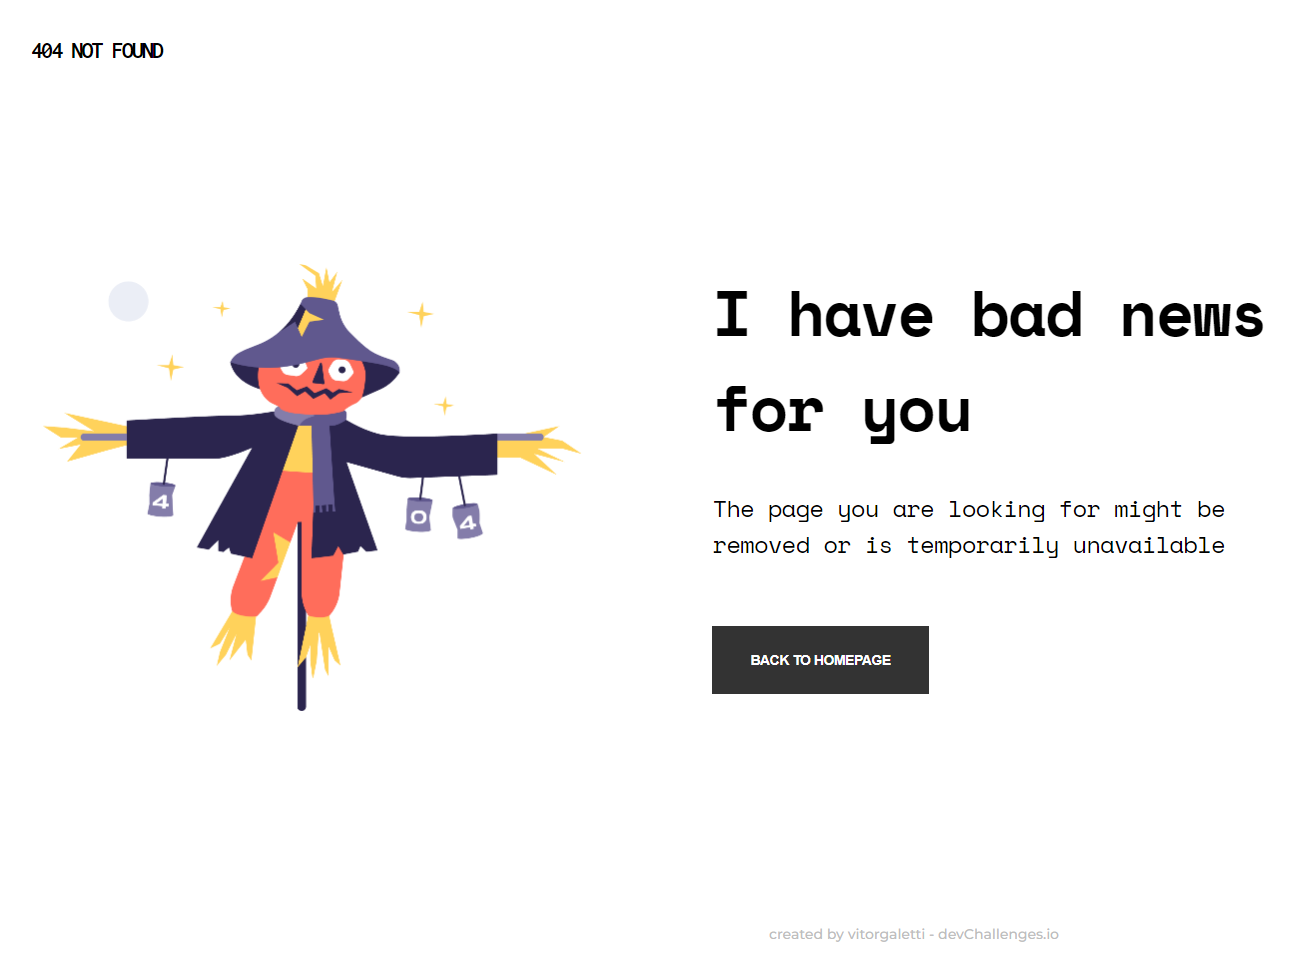 404 NOT FOUND
I have bad news
for you
4
0
4
The page you are looking for might be
removed or is temporarily unavailable
BACK TO HOMEPAGE
created by vitorgaletti - devChallenges.io